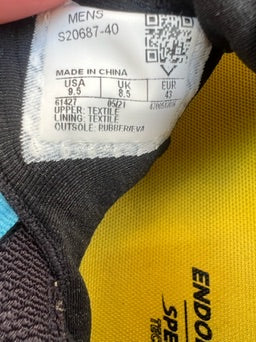 MENS
S20687-40
MADE IN CHINA
USA UK EUR
9.5 8.5 43
61427 05/21
UPPER: TEXTILE
LINING: TEXTILE
OUTSOLE: RUBBER/EVA
ENDOR
SPE